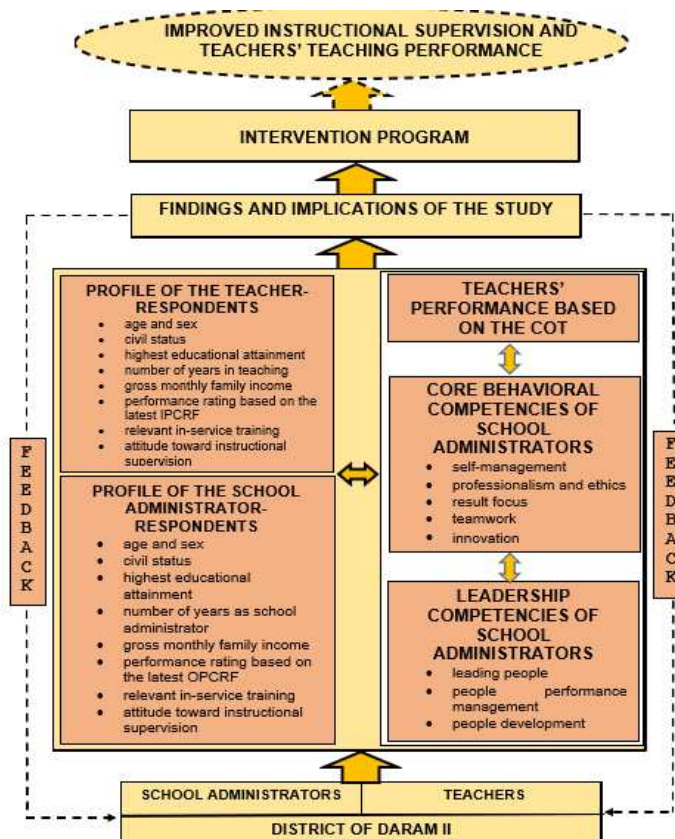 IMPROVED INSTRUCTIONAL SUPERVISION AND
TEACHERS' TEACHING PERFORMANCE
INTERVENTION PROGRAM
FINDINGS AND IMPLICATIONS OF THE STUDY
PROFILE OF THE TEACHER-
RESPONDENTS
• age and sex
• civil status
• highest educational attainment
• number of years in teaching
• gross monthly family income
• performance rating based on
the latest IPCRF
• relevant in-service training
• attitude toward instructional
supervision
PROFILE OF THE SCHOOL
ADMINISTRATOR-
RESPONDENTS
• age and sex
• civil status
• highest educational
attainment
• number of years as school
administrator
• gross monthly family income
• performance rating based on
the latest OPCRF
• relevant in-service training
• attitude toward instructional
supervision
TEACHERS'
PERFORMANCE BASED
ON THE COT
CORE BEHAVIORAL
COMPETENCIES OF
SCHOOL
ADMINISTRATORS
• self-management
• professionalism and ethics
• result focus
• teamwork
• innovation
LEADERSHIP
COMPETENCIES OF
SCHOOL
ADMINISTRATORS
• leading people
• people performance
management
• people development
FEEDBACK
FEEDBACK
SCHOOL ADMINISTRATORS
TEACHERS
DISTRICT OF DARAM II